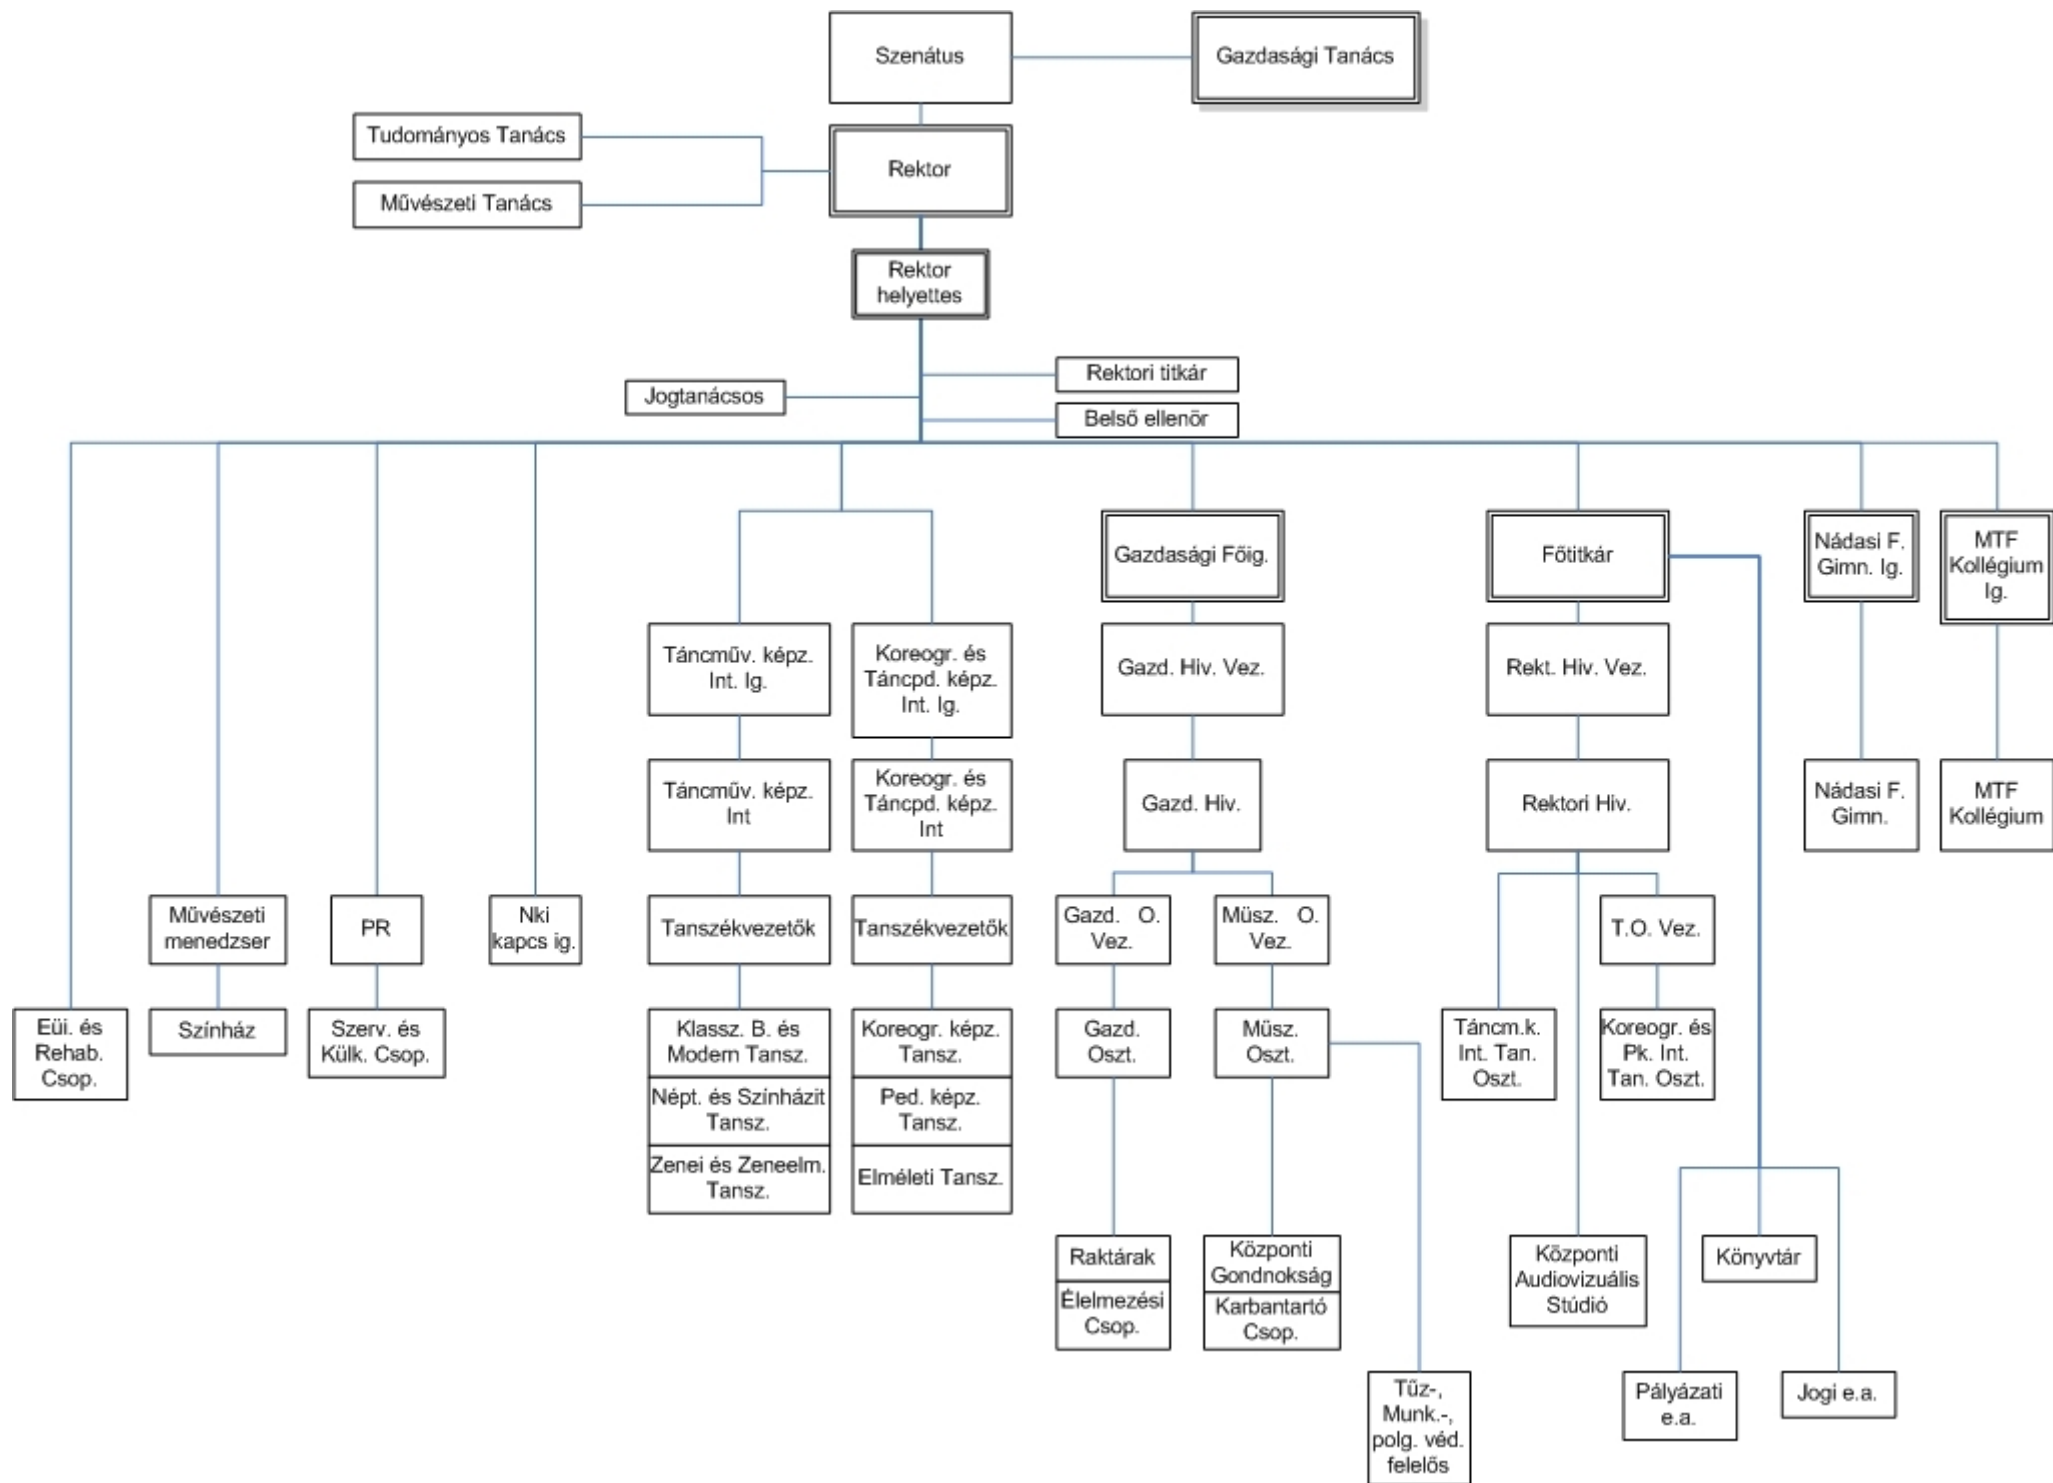 Szenátus
Gazdasági Tanács
Tudományos Tanács
Rektor
Művészeti Tanács
Rektor
helyettes
Rektori titkár
Jogtanácsos
Belső ellenőr
Gazdasági Főig.
Főtitkár
Nádasi F.
Gimn. Ig.
MTF
Kollégium
Ig.
Táncműv. képz.
Int. Ig.
Koreogr. és
Táncpd. képz.
Int. Ig.
Gazd. Hiv. Vez.
Rekt. Hiv. Vez.
Táncműv. képz.
Int
Koreogr. és
Táncpd. képz.
Int
Gazd. Hiv.
Rektori Hiv.
Nádasi F.
Gimn.
MTF
Kollégium
Művészeti
menedzser
PR
Nki
kapcs ig.
Tanszékvezetők
Tanszékvezetők
Gazd. O.
Vez.
Müsz. O.
Vez.
T.O. Vez.
Eüi. és
Rehab.
Csop.
Színház
Szerv. és
Külk. Csop.
Klassz. B. és
Modern Tansz.
Népt. és Színházit
Tansz.
Zenei és Zeneelm.
Tansz.
Koreogr. képz.
Tansz.
Ped. képz.
Tansz.
Elméleti Tansz.
Gazd.
Oszt.
Müsz.
Oszt.
Táncm.k.
Int. Tan.
Oszt.
Koreogr. és
Pk. Int.
Tan. Oszt.
Raktárak
Élelmezési
Csop.
Központi
Gondnokság
Karbantartó
Csop.
Központi
Audiovizuális
Stúdió
Könyvtár
Tűz-,
Munk.-,
polg. véd.
felelős
Pályázati
e.a.
Jogi e.a.